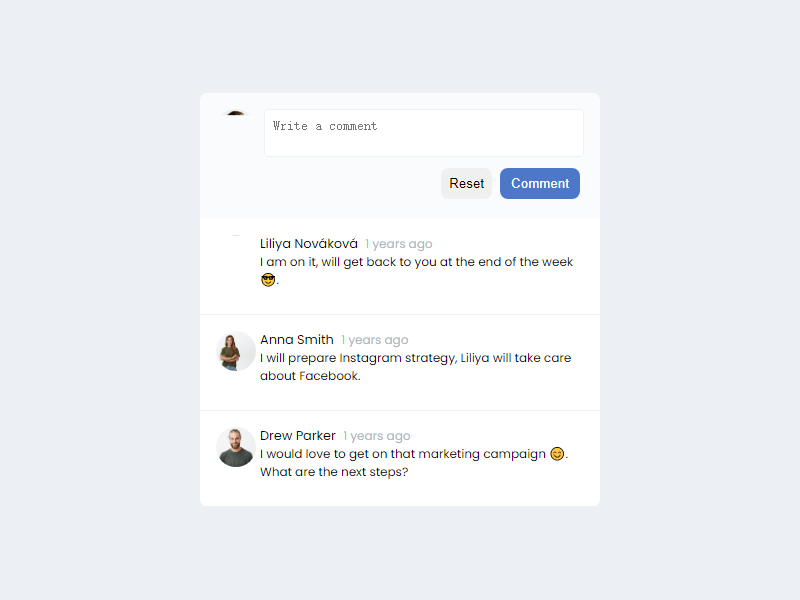 Write a comment
Reset
Comment
Liliya Nováková 1 years ago
I am on it, will get back to you at the end of the week
😎.
Anna Smith 1 years ago
I will prepare Instagram strategy, Liliya will take care
about Facebook.
Drew Parker 1 years ago
I would love to get on that marketing campaign 😊.
What are the next steps?